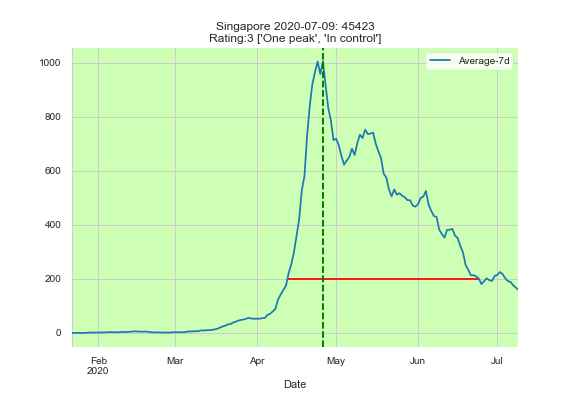 Singapore 2020-07-09: 45423
Rating:3 ['One peak', 'In control']
Average-7d
1000
800
600
400
200
0
Feb Mar Apr May Jun Jul
2020
Date